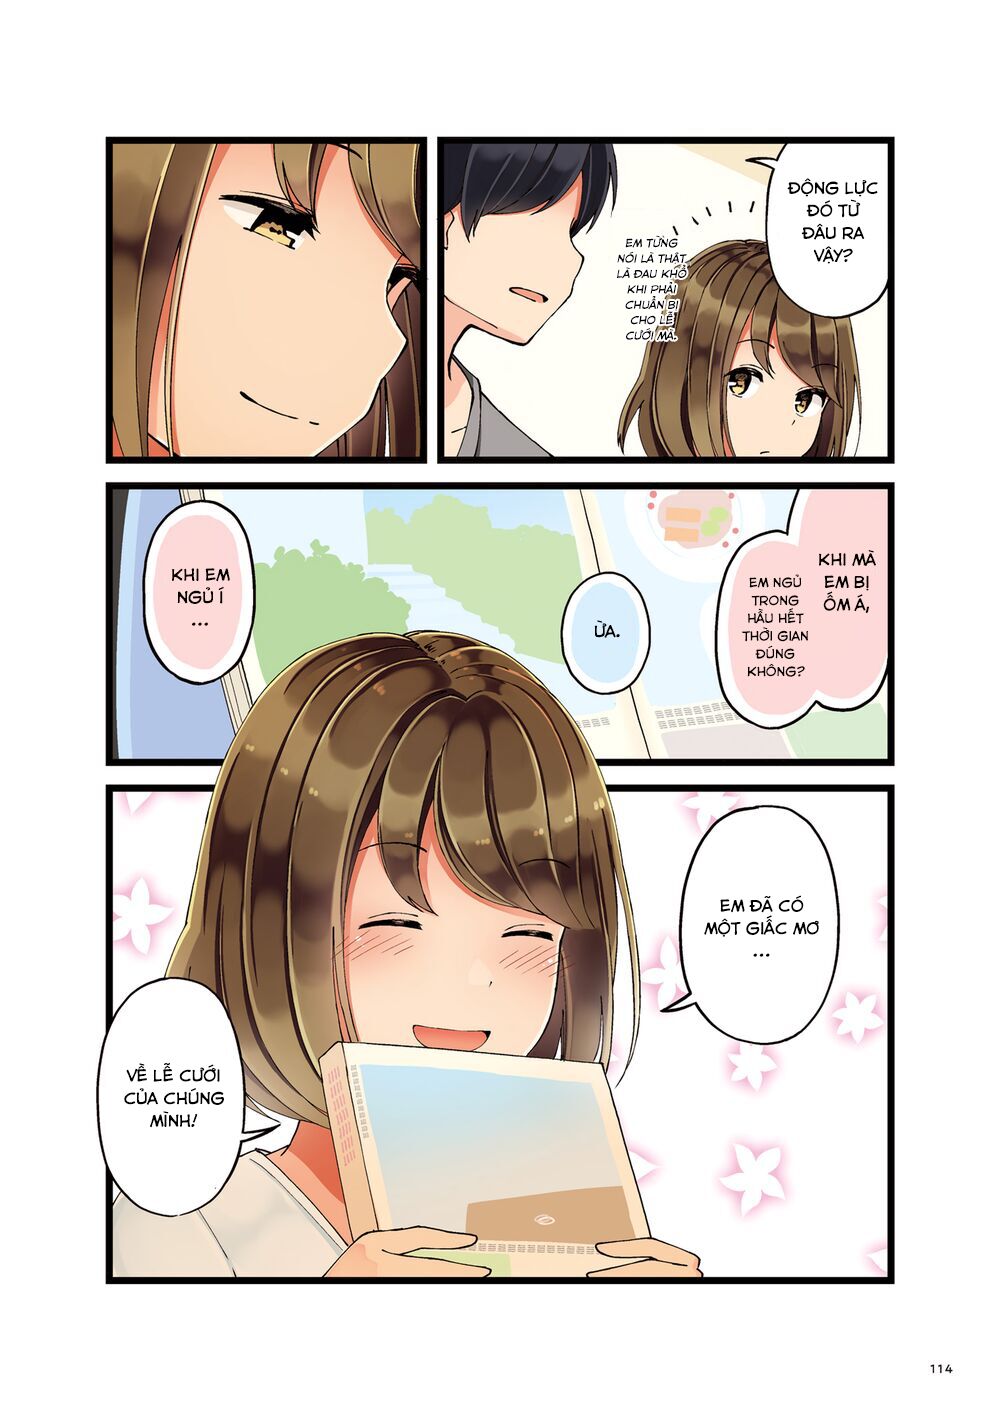 ĐỘNG LỰC
ĐÓ TỪ
ĐÂU RA
VẬY?
EM TỪNG
NÓI LÀ THẬT
LÀ ĐAU KHỔ
KHI PHẢI
CHUẨN BỊ
CHO LỄ
CƯỚI MÀ.
KHI MÀ
EM BỊ
ỐM Á,
EM NGỦ
TRONG
HẦU HẾT
THỜI GIAN
ĐÚNG
KHÔNG?
ỪA.
KHI EM
NGỦ Í
...
EM ĐÃ CÓ
MỘT GIẤC MƠ
...
VỀ LỄ CƯỚI
CỦA CHÚNG
MÌNH!
114